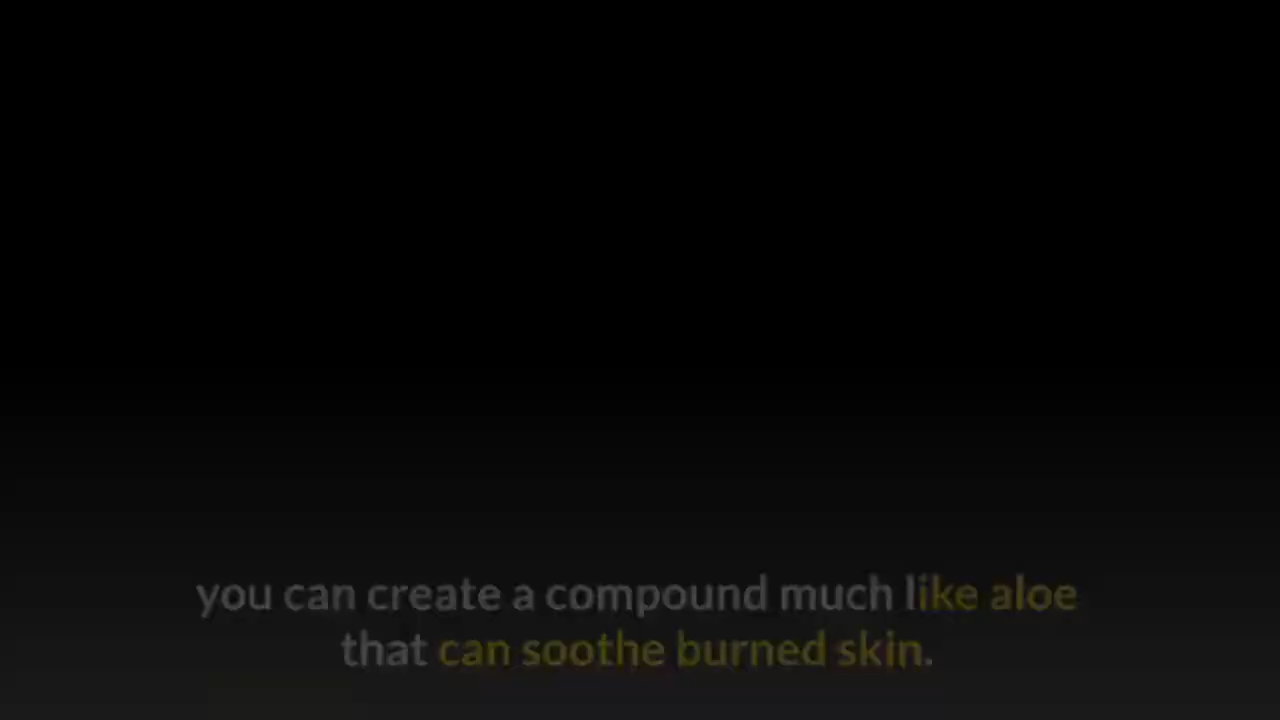 you can create a compound much like aloe
that can soothe burned skin.